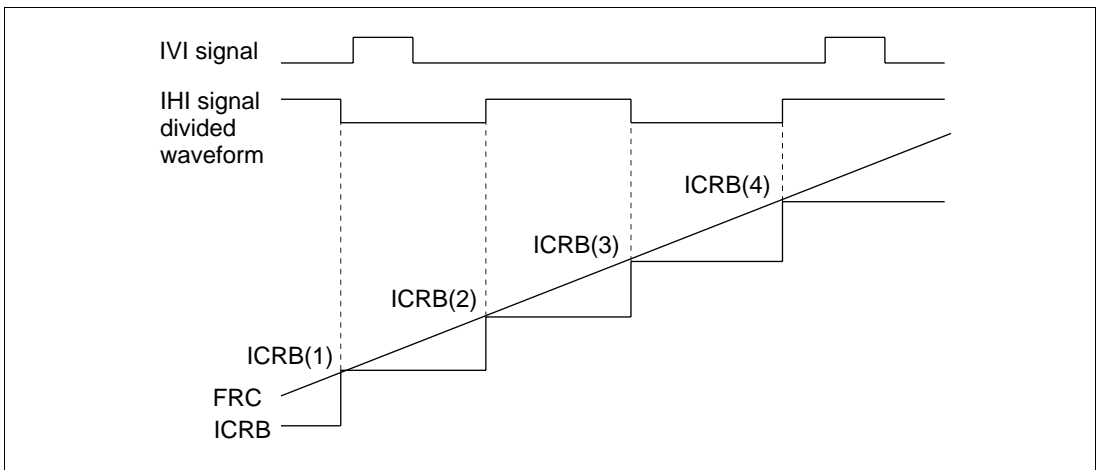 IVI signal
IHI signal
divided
waveform
ICRB(4)
ICRB(3)
ICRB(2)
ICRB(1)
FRC
ICRB